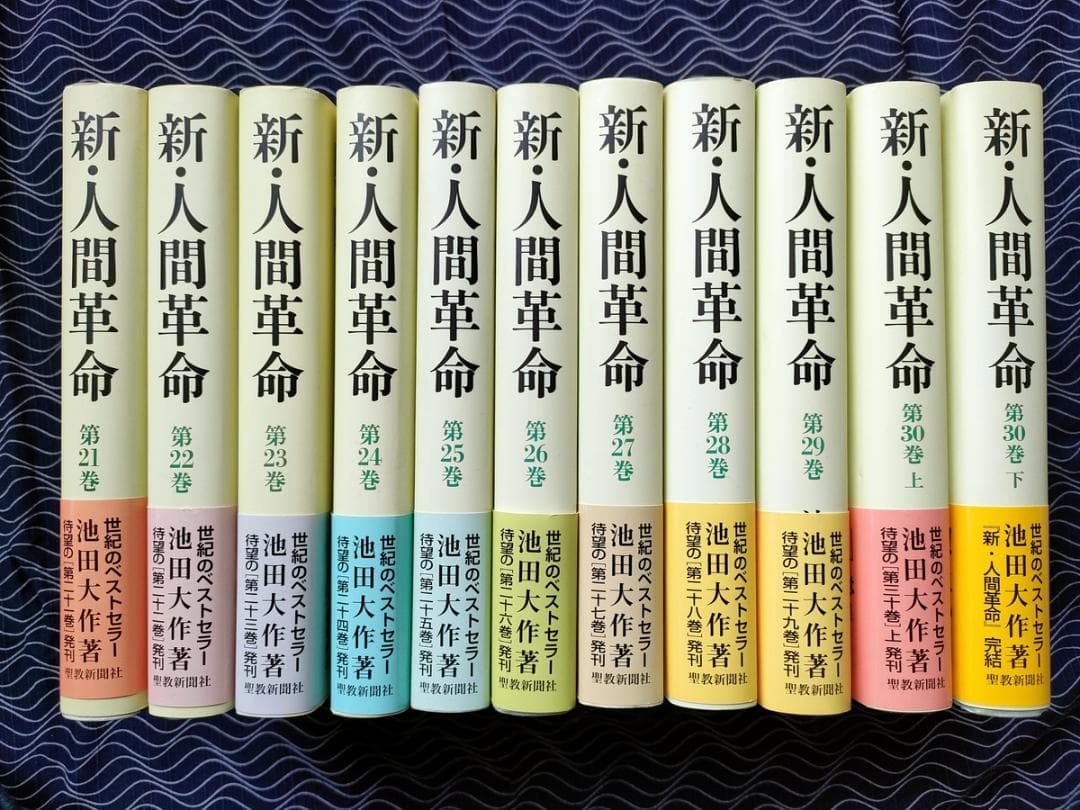 新・人間革命
第21巻
世紀のベストセラー
池田大作著
待望の［第二十一巻］発刊
聖教新聞社
新・人間革命
第22巻
世紀のベストセラー
池田大作著
待望の［第二十二巻］発刊
聖教新聞社
新・人間革命
第23巻
世紀のベストセラー
池田大作著
待望の［第二十三巻］発刊
聖教新聞社
新・人間革命
第24巻
世紀のベストセラー
池田大作著
待望の［第二十四巻］発刊
聖教新聞社
新・人間革命
第25巻
世紀のベストセラー
池田大作著
待望の［第二十五巻］発刊
聖教新聞社
新・人間革命
第26巻
世紀のベストセラー
池田大作著
待望の［第二十六巻］発刊
聖教新聞社
新・人間革命
第27巻
世紀のベストセラー
池田大作著
待望の［第二十七巻］発刊
聖教新聞社
新・人間革命
第28巻
世紀のベストセラー
池田大作著
待望の［第二十八巻］発刊
聖教新聞社
新・人間革命
第29巻
世紀のベストセラー
池田大作著
待望の［第二十九巻］発刊
聖教新聞社
新・人間革命
第30巻 上
世紀のベストセラー
池田大作著
待望の［第三十巻］上 発刊
聖教新聞社
新・人間革命
第30巻 下
世紀のベストセラー
池田大作著
『新・人間革命』完結
聖教新聞社